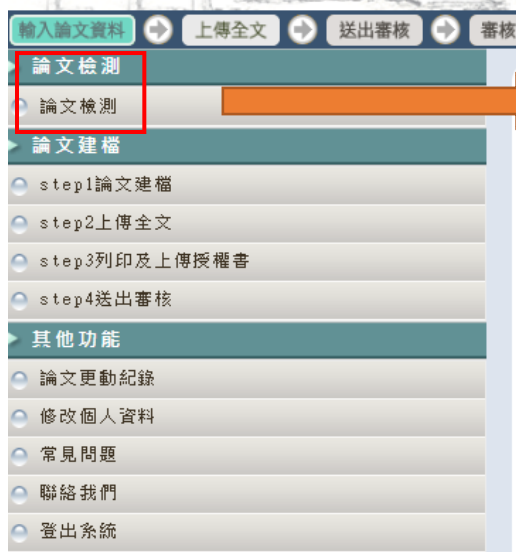 輸入論文資料 上傳全文 送出審核 審核
論文檢測
論文檢測
論文建檔
step1論文建檔
step2上傳全文
step3列印及上傳授權書
step4送出審核
其他功能
論文更動紀錄
修改個人資料
常見問題
聯絡我們
登出系統